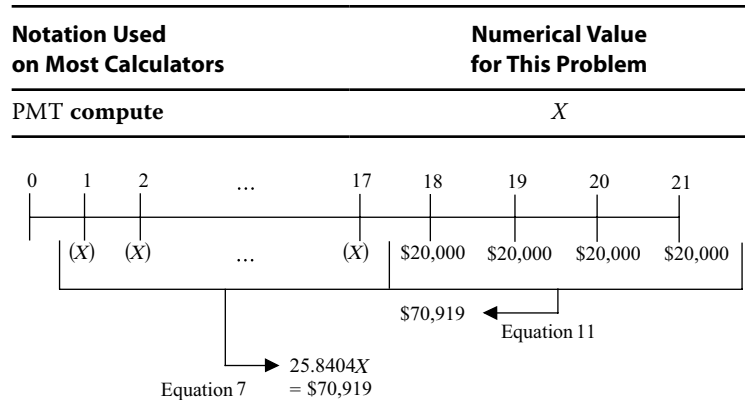 Notation Used on Most Calculators
Numerical Value for This Problem
PMT compute X
0 1 2 ... 17 18 19 20 21
(X) (X) ... (X) $20,000 $20,000 $20,000 $20,000
$70,919
Equation 11
25.8404X
Equation 7 = $70,919